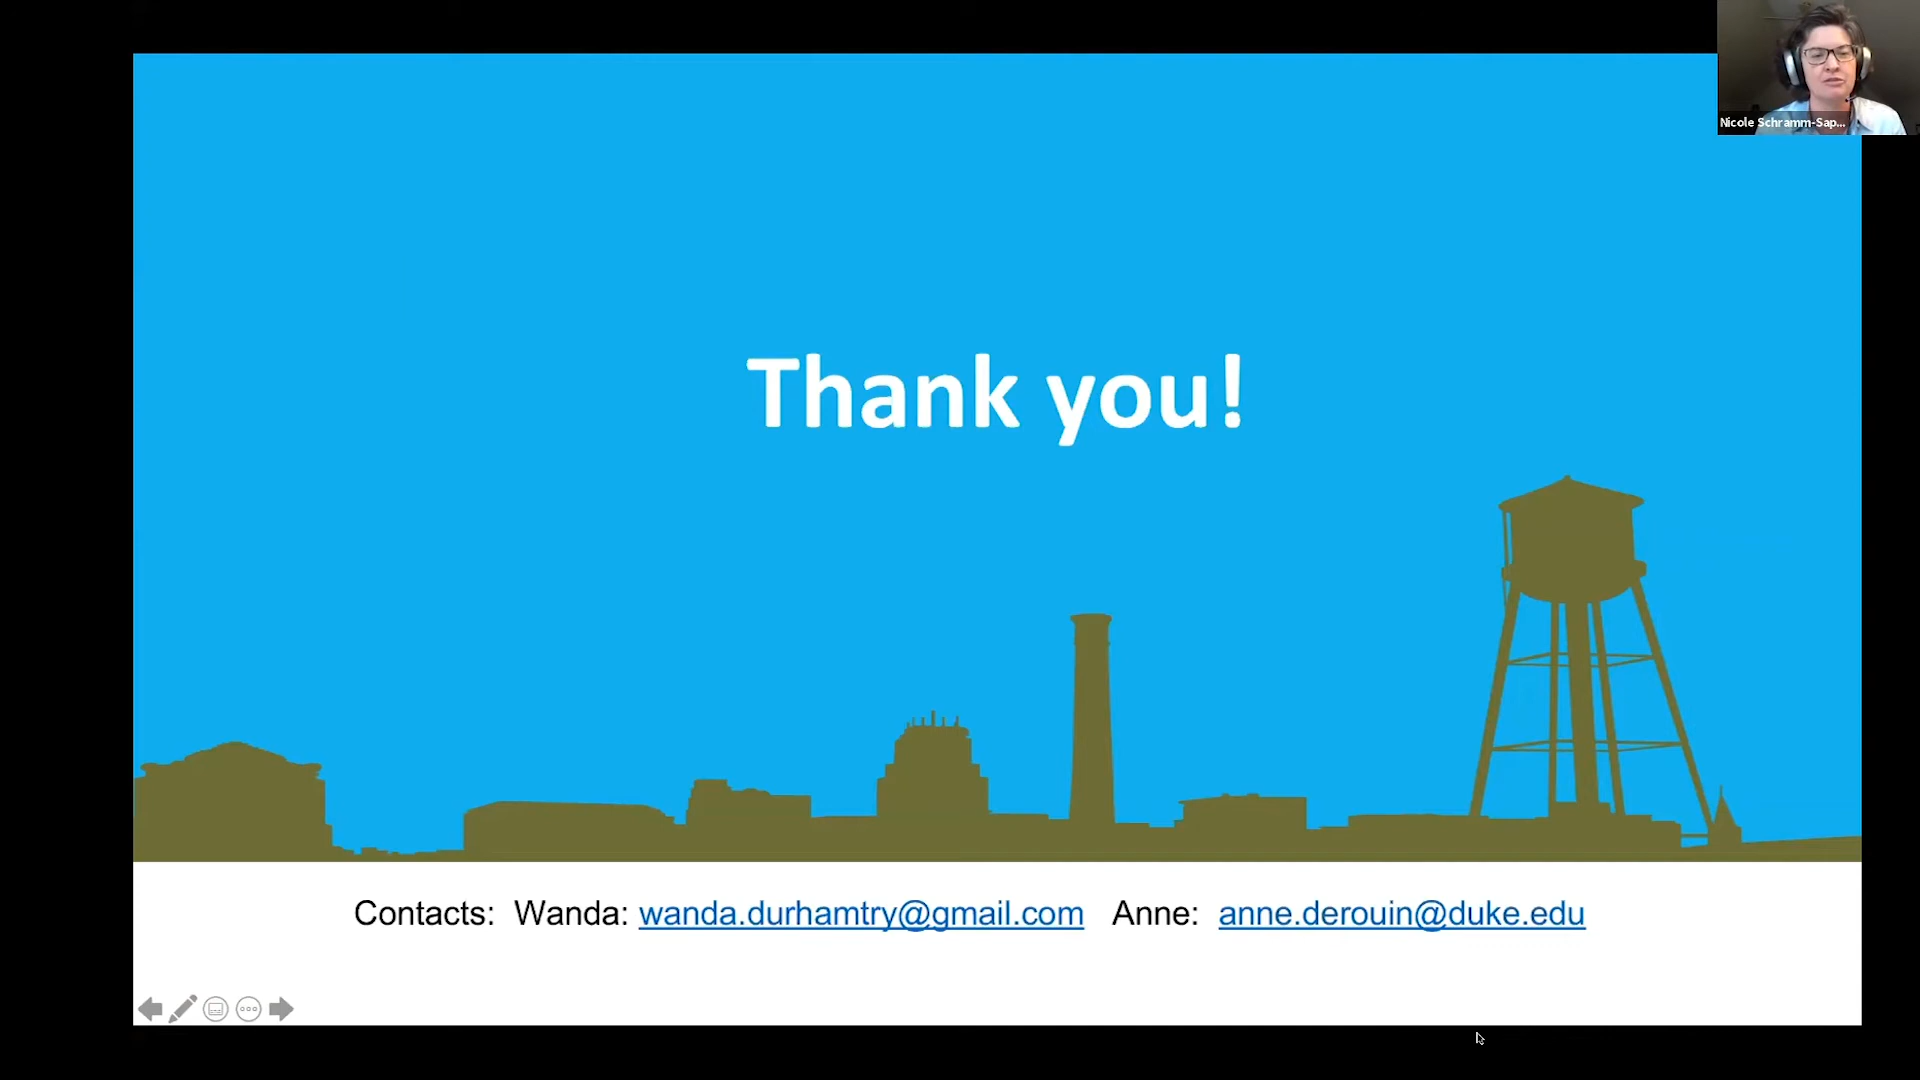 Nicole Schramm-Sap...
Thank you!
Contacts: Wanda: wanda.durhamtry@gmail.com Anne: anne.derouin@duke.edu